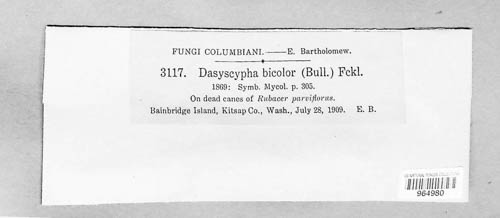 FUNGI COLUMBIANI.——E. Bartholomew.
3117. Dasyscypha bicolor (Bull.) Fckl.
1869: Symb. Mycol. p. 305.
On dead canes of Rubacer parviflorus.
Bainbridge Island, Kitsap Co., Wash., July 28, 1909. E. B.
964980